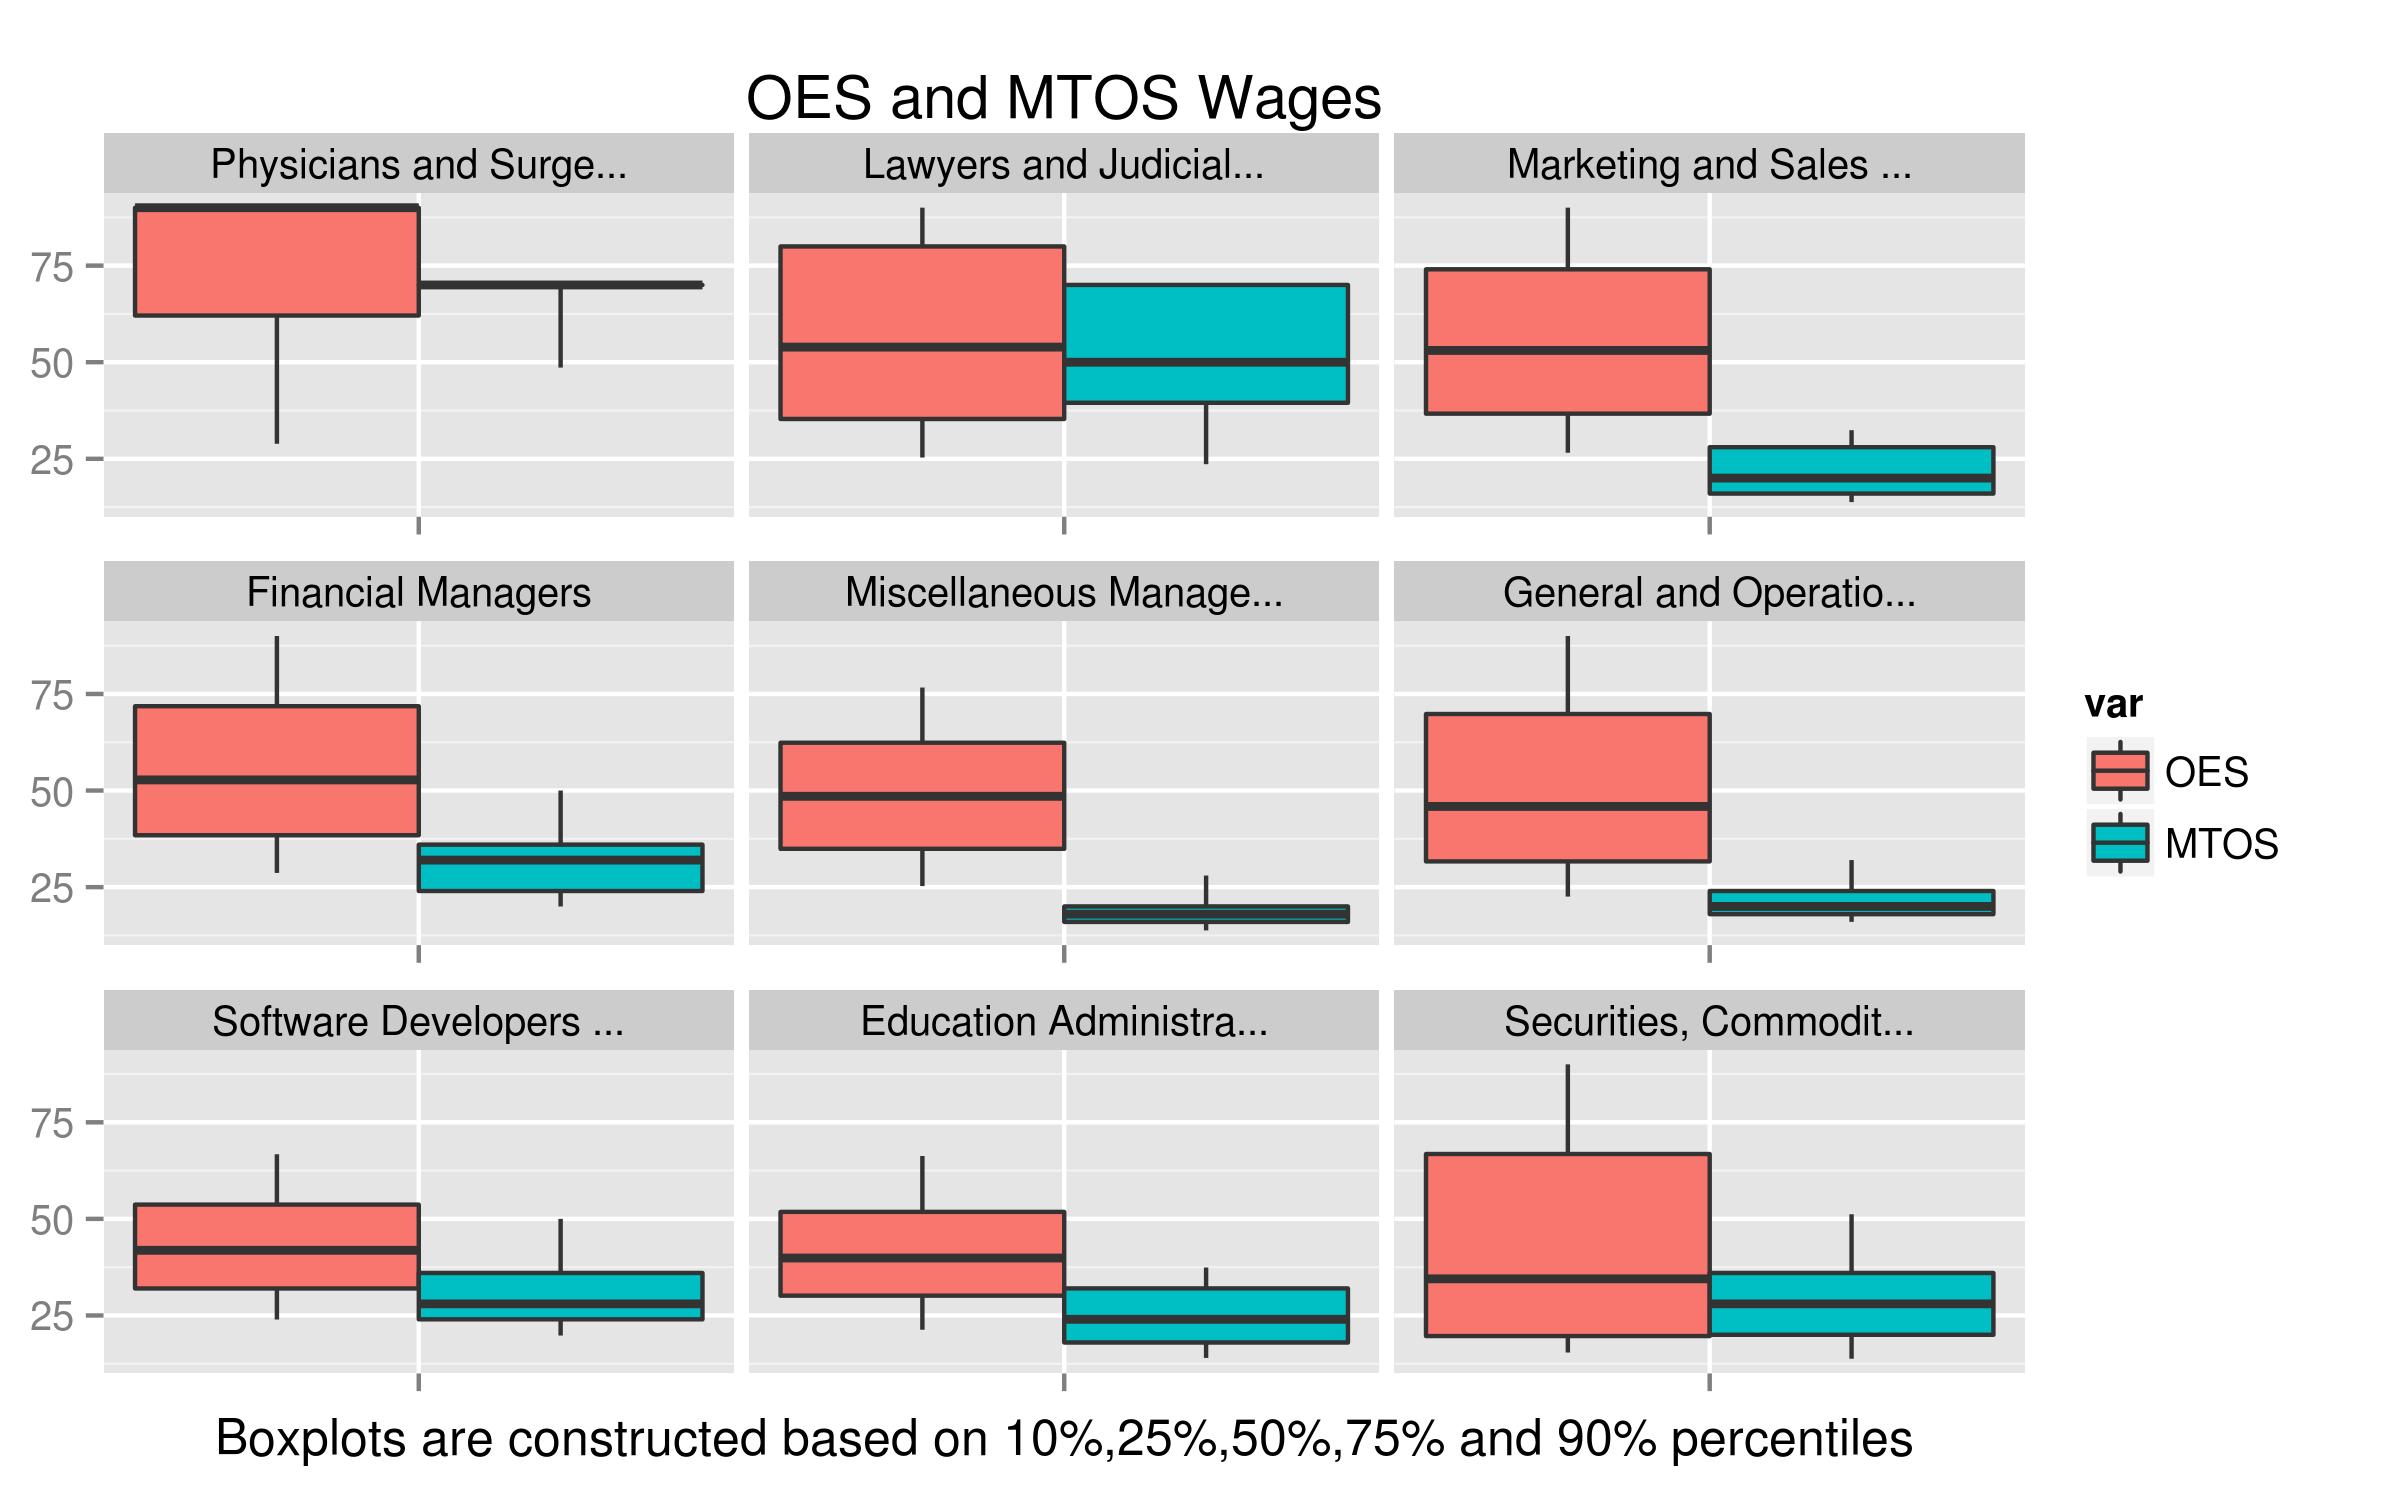 OES and MTOS Wages
Physicians and Surge...
Lawyers and Judicial...
Marketing and Sales ...
75
50
25
Financial Managers
Miscellaneous Manage...
General and Operatio...
75
50
25
Software Developers ...
Education Administra...
Securities, Commodit...
75
50
25
var
OES
MTOS
Boxplots are constructed based on 10%,25%,50%,75% and 90% percentiles